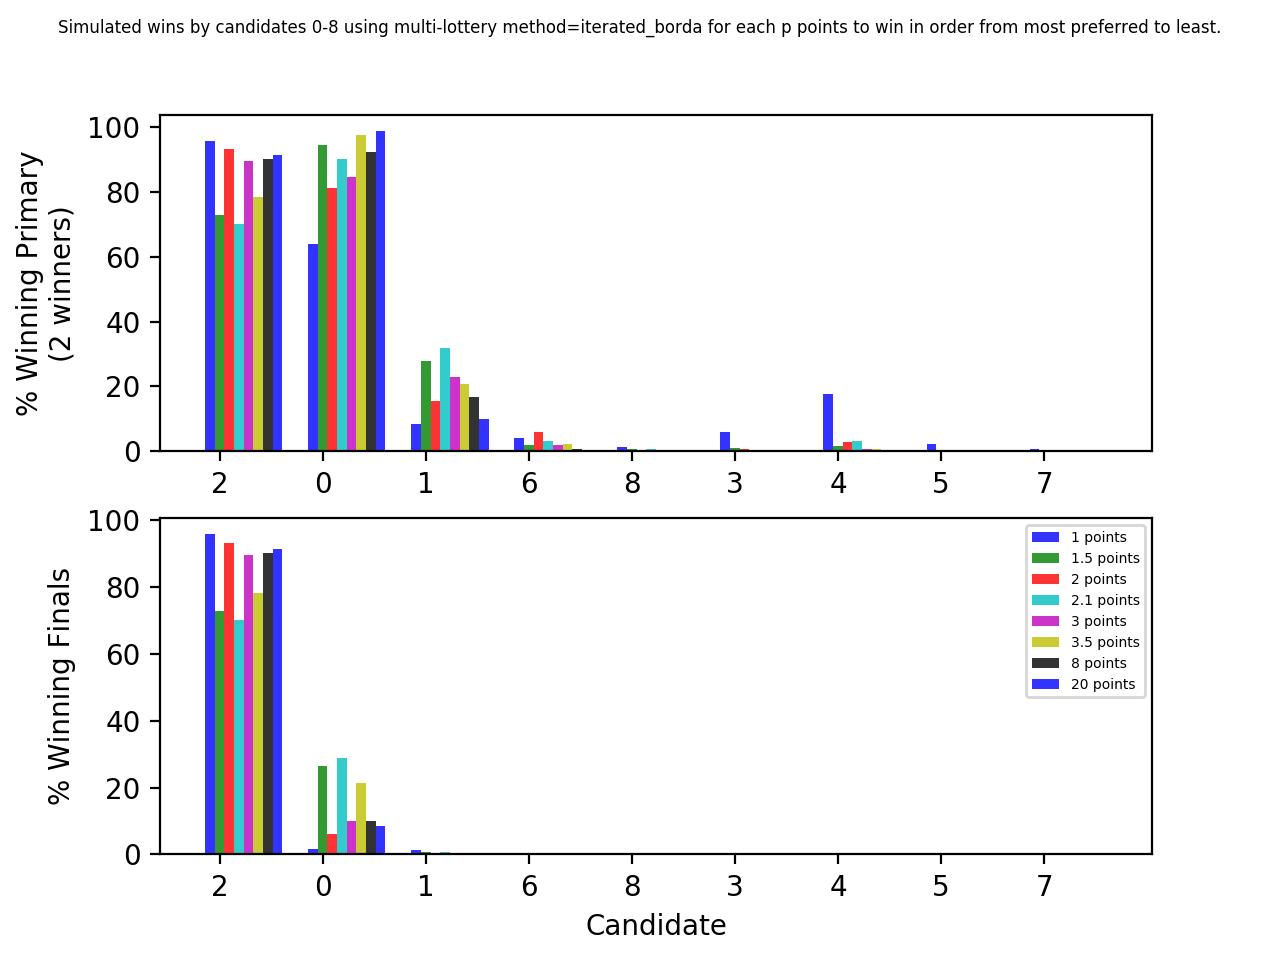 Simulated wins by candidates 0-8 using multi-lottery method=iterated_borda for each p points to win in order from most preferred to least.
% Winning Primary
(2 winners)
100
80
60
40
20
0
2 0 1 6 8 3 4 5 7
% Winning Finals
100
80
60
40
20
0
1 points
1.5 points
2 points
2.1 points
3 points
3.5 points
8 points
20 points
2 0 1 6 8 3 4 5 7
Candidate